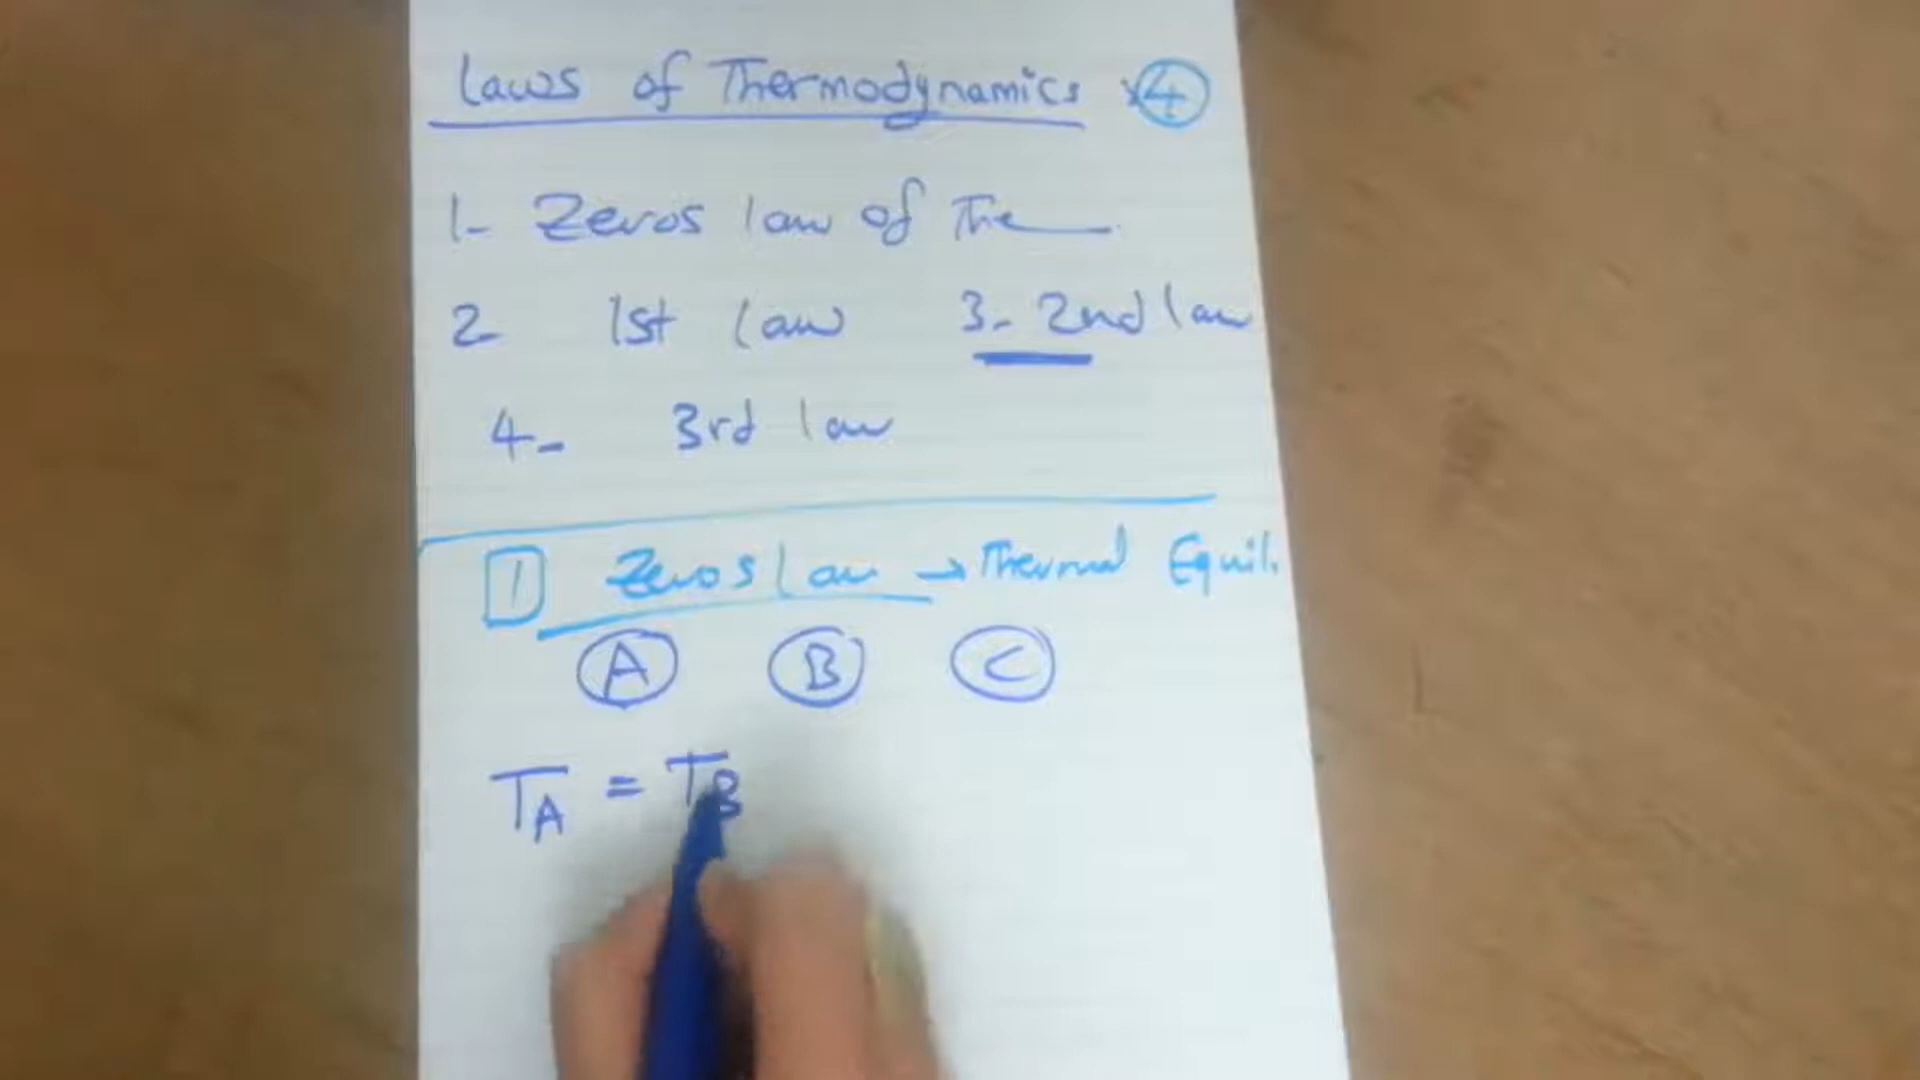 Laws of Thermodynamics 4
1- Zeros law of The
2- 1st law 3- 2nd law
4- 3rd law
1 Zeros Law → Thermal Equil.
A B C
TA = TB